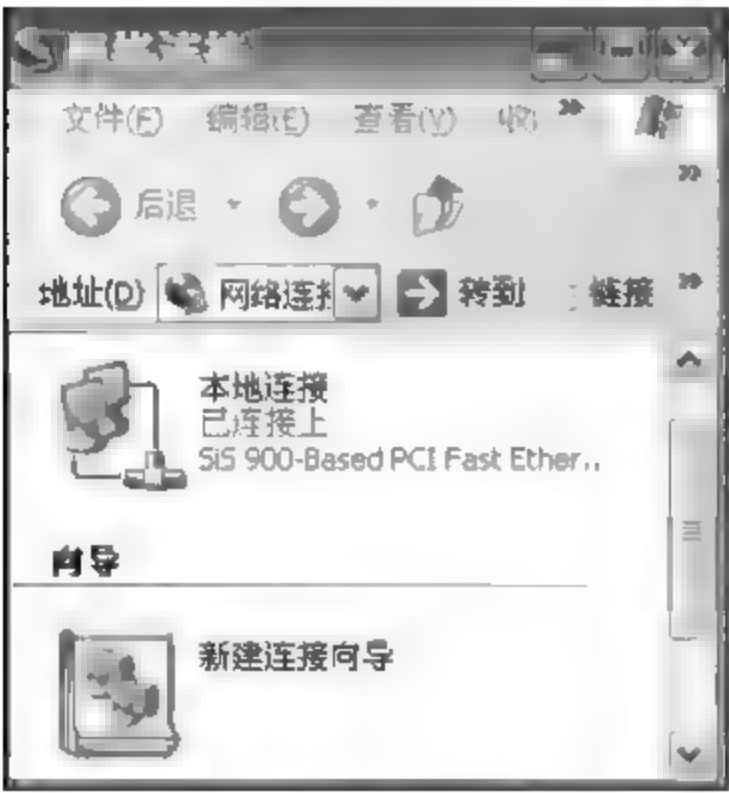 文件(F) 编辑(E) 查看(V) 收 »
后退 »
地址(D) 网络连接 转到 链接 »
本地连接
已连接上
SiS 900-Based PCI Fast Ether..
向导
新建连接向导